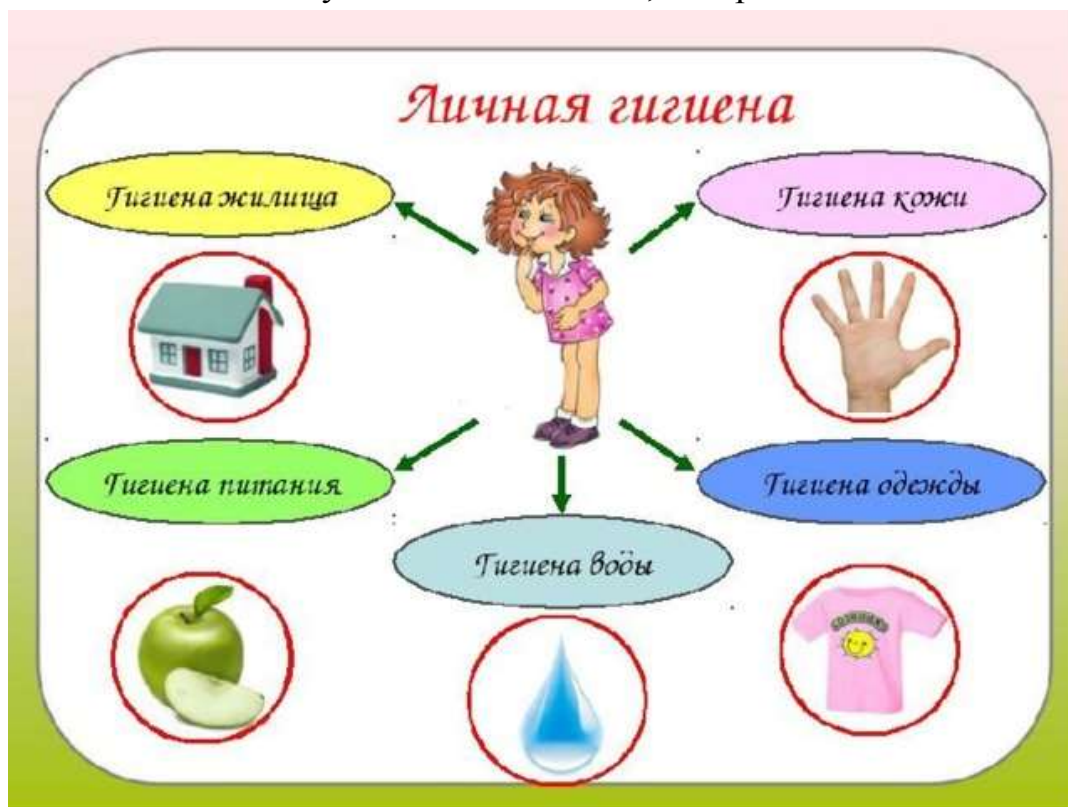 Личная гигиена
Гигиена жилища
Гигиена кожи
Гигиена питания
Гигиена одежды
Гигиена воды